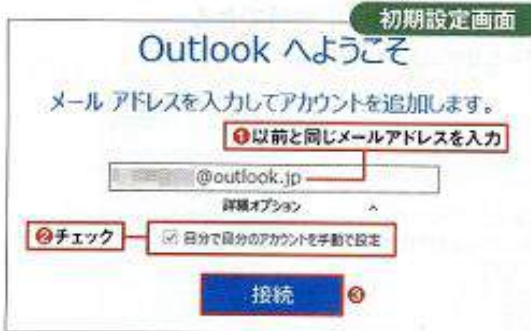 初期設定画面
Outlook へようこそ
メール アドレスを入力してアカウントを追加します。
❶以前と同じメールアドレスを入力
@outlook.jp
詳細オプション
❷チェック
自分で自分のアカウントを手動で設定
接続
❸